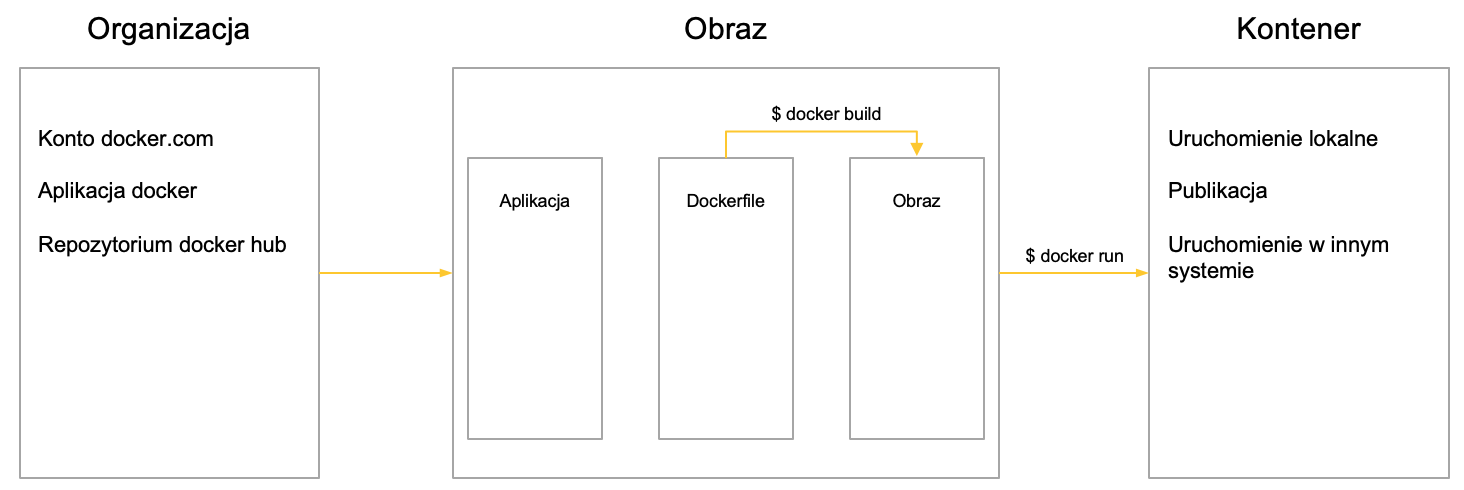 Organizacja
Obraz
Kontener
Konto docker.com
Aplikacja docker
Repozytorium docker hub
$ docker build
Aplikacja
Dockerfile
Obraz
$ docker run
Uruchomienie lokalne
Publikacja
Uruchomienie w innym
systemie